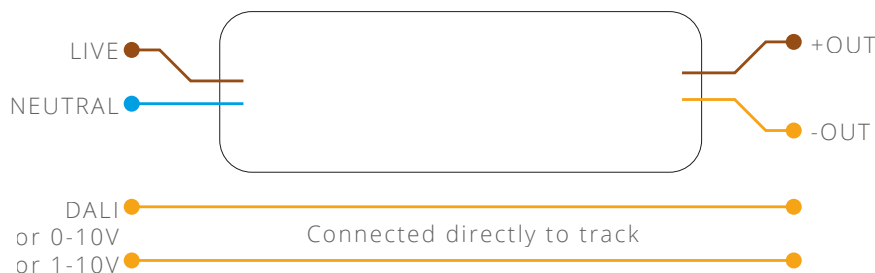 LIVE
+OUT
NEUTRAL
-OUT
DALI
or 0-10V
or 1-10V
Connected directly to track